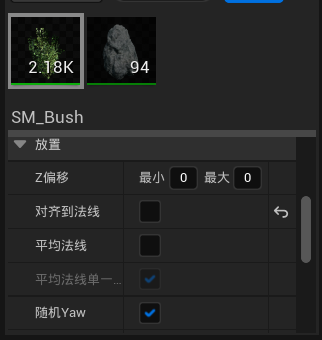 2.18K 94
SM_Bush
放置
Z偏移 最小 0 最大 0
对齐到法线
平均法线
平均法线单一...
随机Yaw